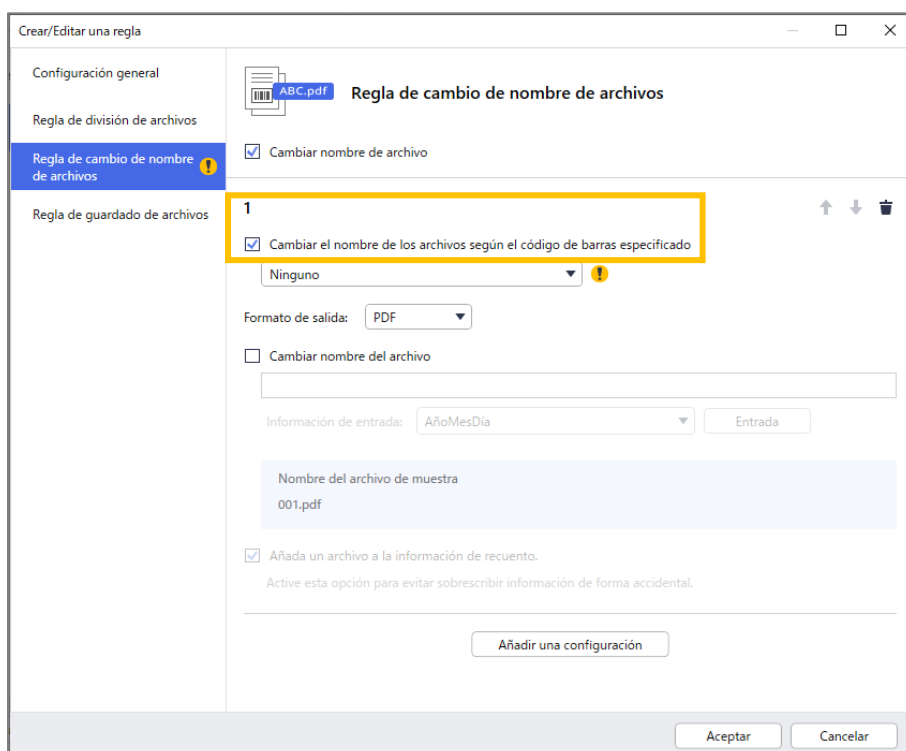 Crear/Editar una regla
Configuración general
Regla de división de archivos
Regla de cambio de nombre
de archivos
Regla de guardado de archivos
ABC.pdf
Regla de cambio de nombre de archivos
Cambiar nombre de archivo
1
Cambiar el nombre de los archivos según el código de barras especificado
Ninguno
Formato de salida: PDF
Cambiar nombre del archivo
Información de entrada: AñoMesDía Entrada
Nombre del archivo de muestra
001.pdf
Añada un archivo a la información de recuento.
Active esta opción para evitar sobrescribir información de forma accidental.
Añadir una configuración
Aceptar Cancelar